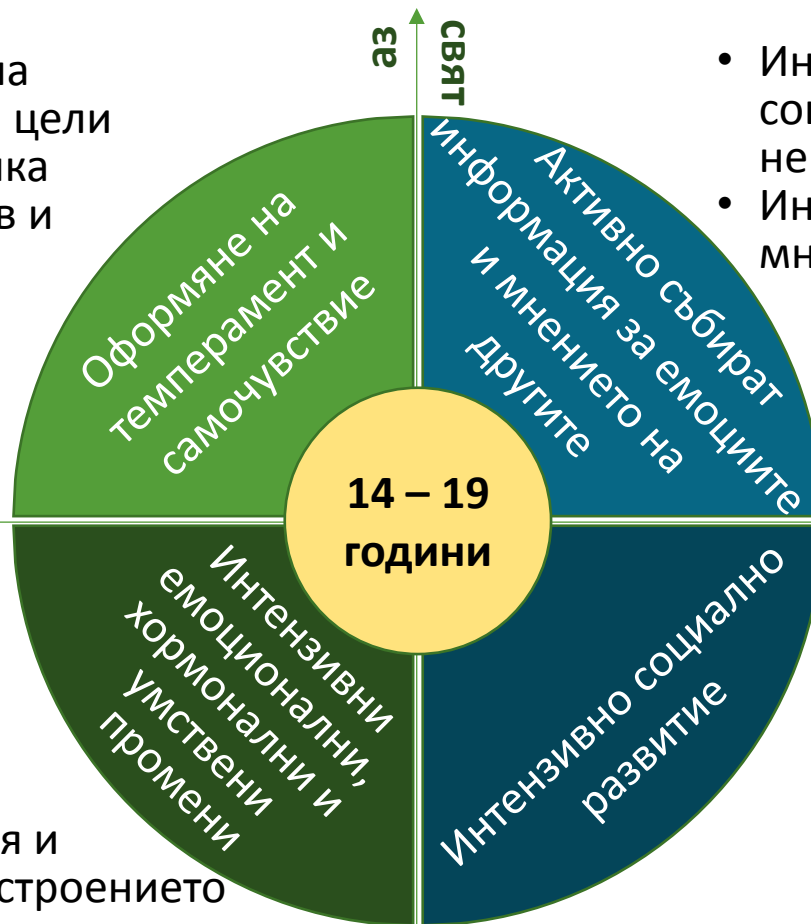 аз
свят
на
цели
ка
в и
Ин
со
не
Ин
мн
Оформяне на
темперамент и
самочувствие
Активно събират
информация за емоциите
и мнението на
другите
14 – 19
години
Интензивни
емоционални,
хормонални и
умствени
промени
Интензивно социално
развитие
я и
строението